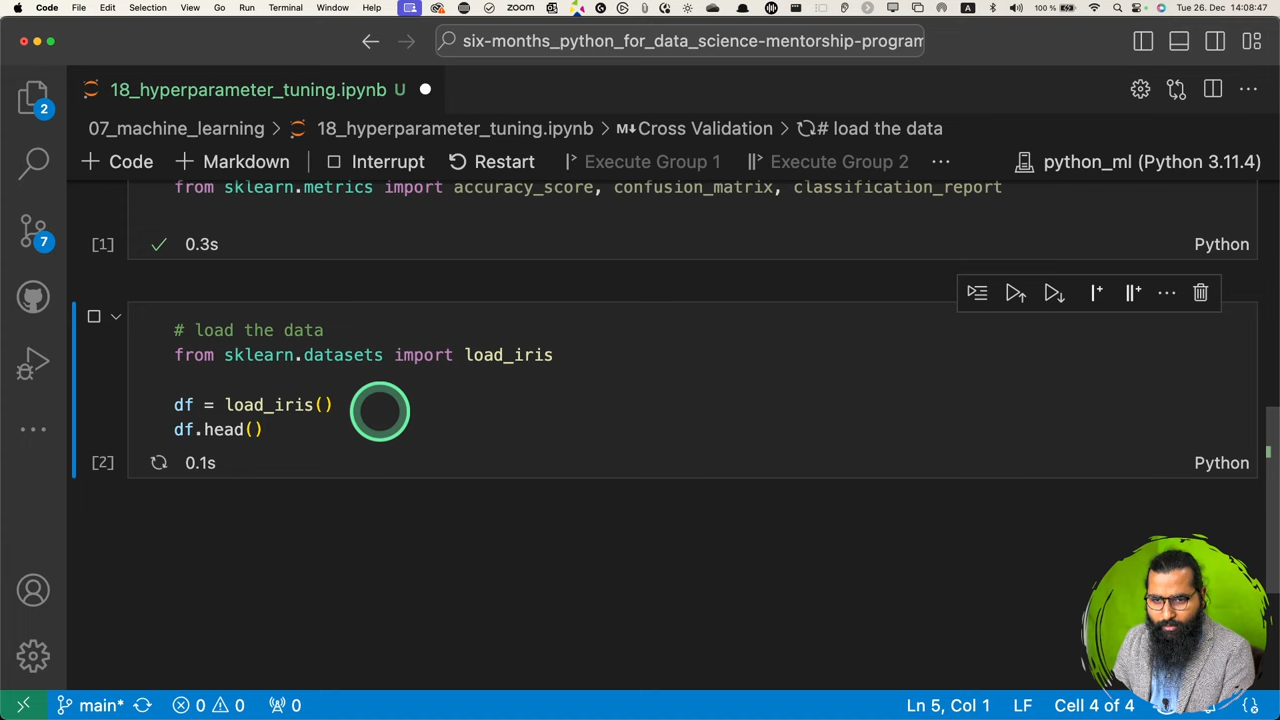 Code File Edit Selection View Go Run Terminal Window Help zoom A 100 % Tue 26. Dec 14:08:47
six-months_python_for_data_science-mentorship-program
18_hyperparameter_tuning.ipynb U
07_machine_learning > 18_hyperparameter_tuning.ipynb > M Cross Validation > # load the data
+ Code + Markdown Interrupt Restart Execute Group 1 Execute Group 2 ... python_ml (Python 3.11.4)
from sklearn.metrics import accuracy_score, confusion_matrix, classification_report
[1] 0.3s Python
# load the data
from sklearn.datasets import load_iris
df = load_iris()
df.head()
[2] 0.1s Python
2
7
main* 0 0 0 Ln 5, Col 1 LF Cell 4 of 4